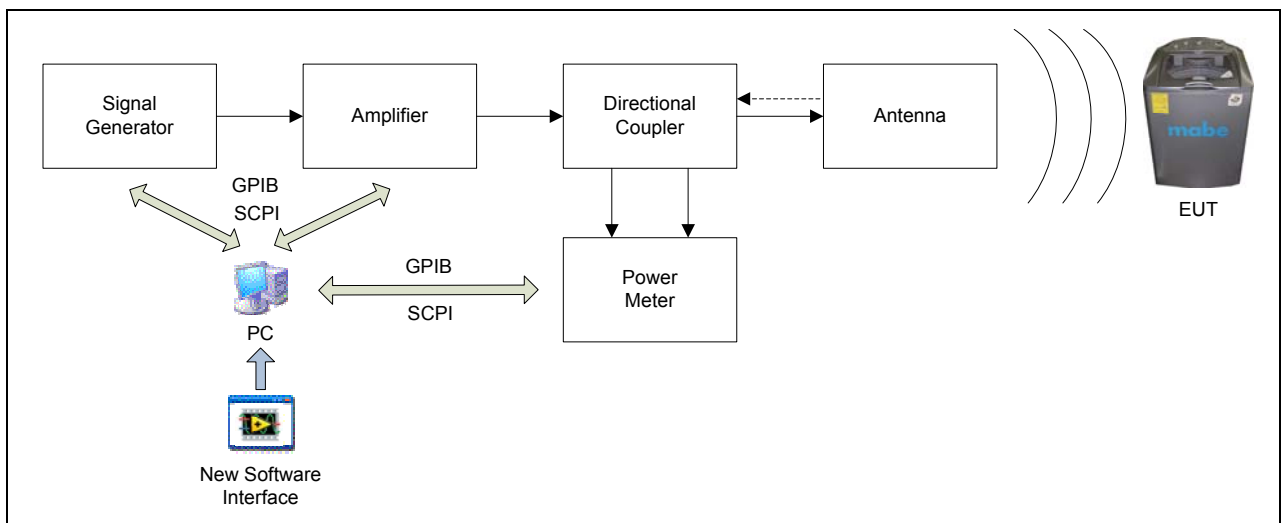 Signal
Generator
Amplifier
Directional
Coupler
Antenna
mabe
EUT
GPIB
SCPI
GPIB
SCPI
Power
Meter
PC
New Software
Interface